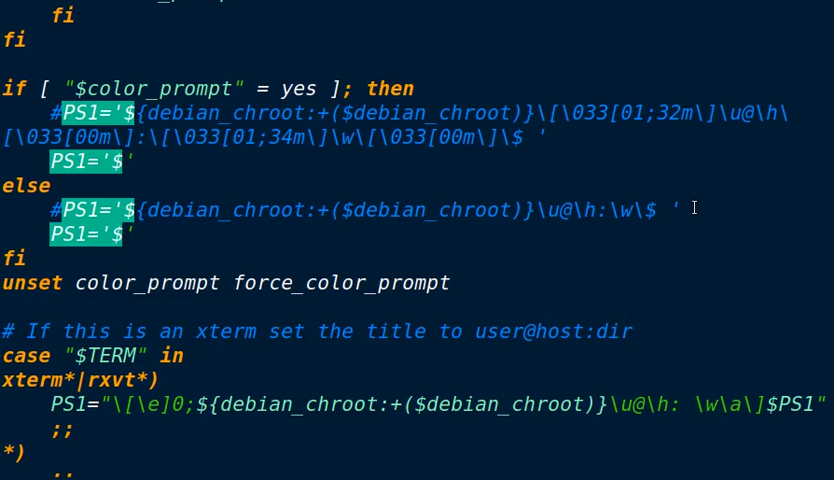 fi
fi
if [ "$color_prompt" = yes ]; then
#PS1='${debian_chroot:+($debian_chroot)}\[\033[01;32m\]\u@\h\
[\033[00m\]:\[\033[01;34m\]\w\[\033[00m\]\$ '
PS1='$'
else
#PS1='${debian_chroot:+($debian_chroot)}\u@\h:\w\$ '
PS1='$'
fi
unset color_prompt force_color_prompt
# If this is an xterm set the title to user@host:dir
case "$TERM" in
xterm*|rxvt*)
PS1="\[\e]0;${debian_chroot:+($debian_chroot)}\u@\h: \w\a\]$PS1"
;;
*)
;;